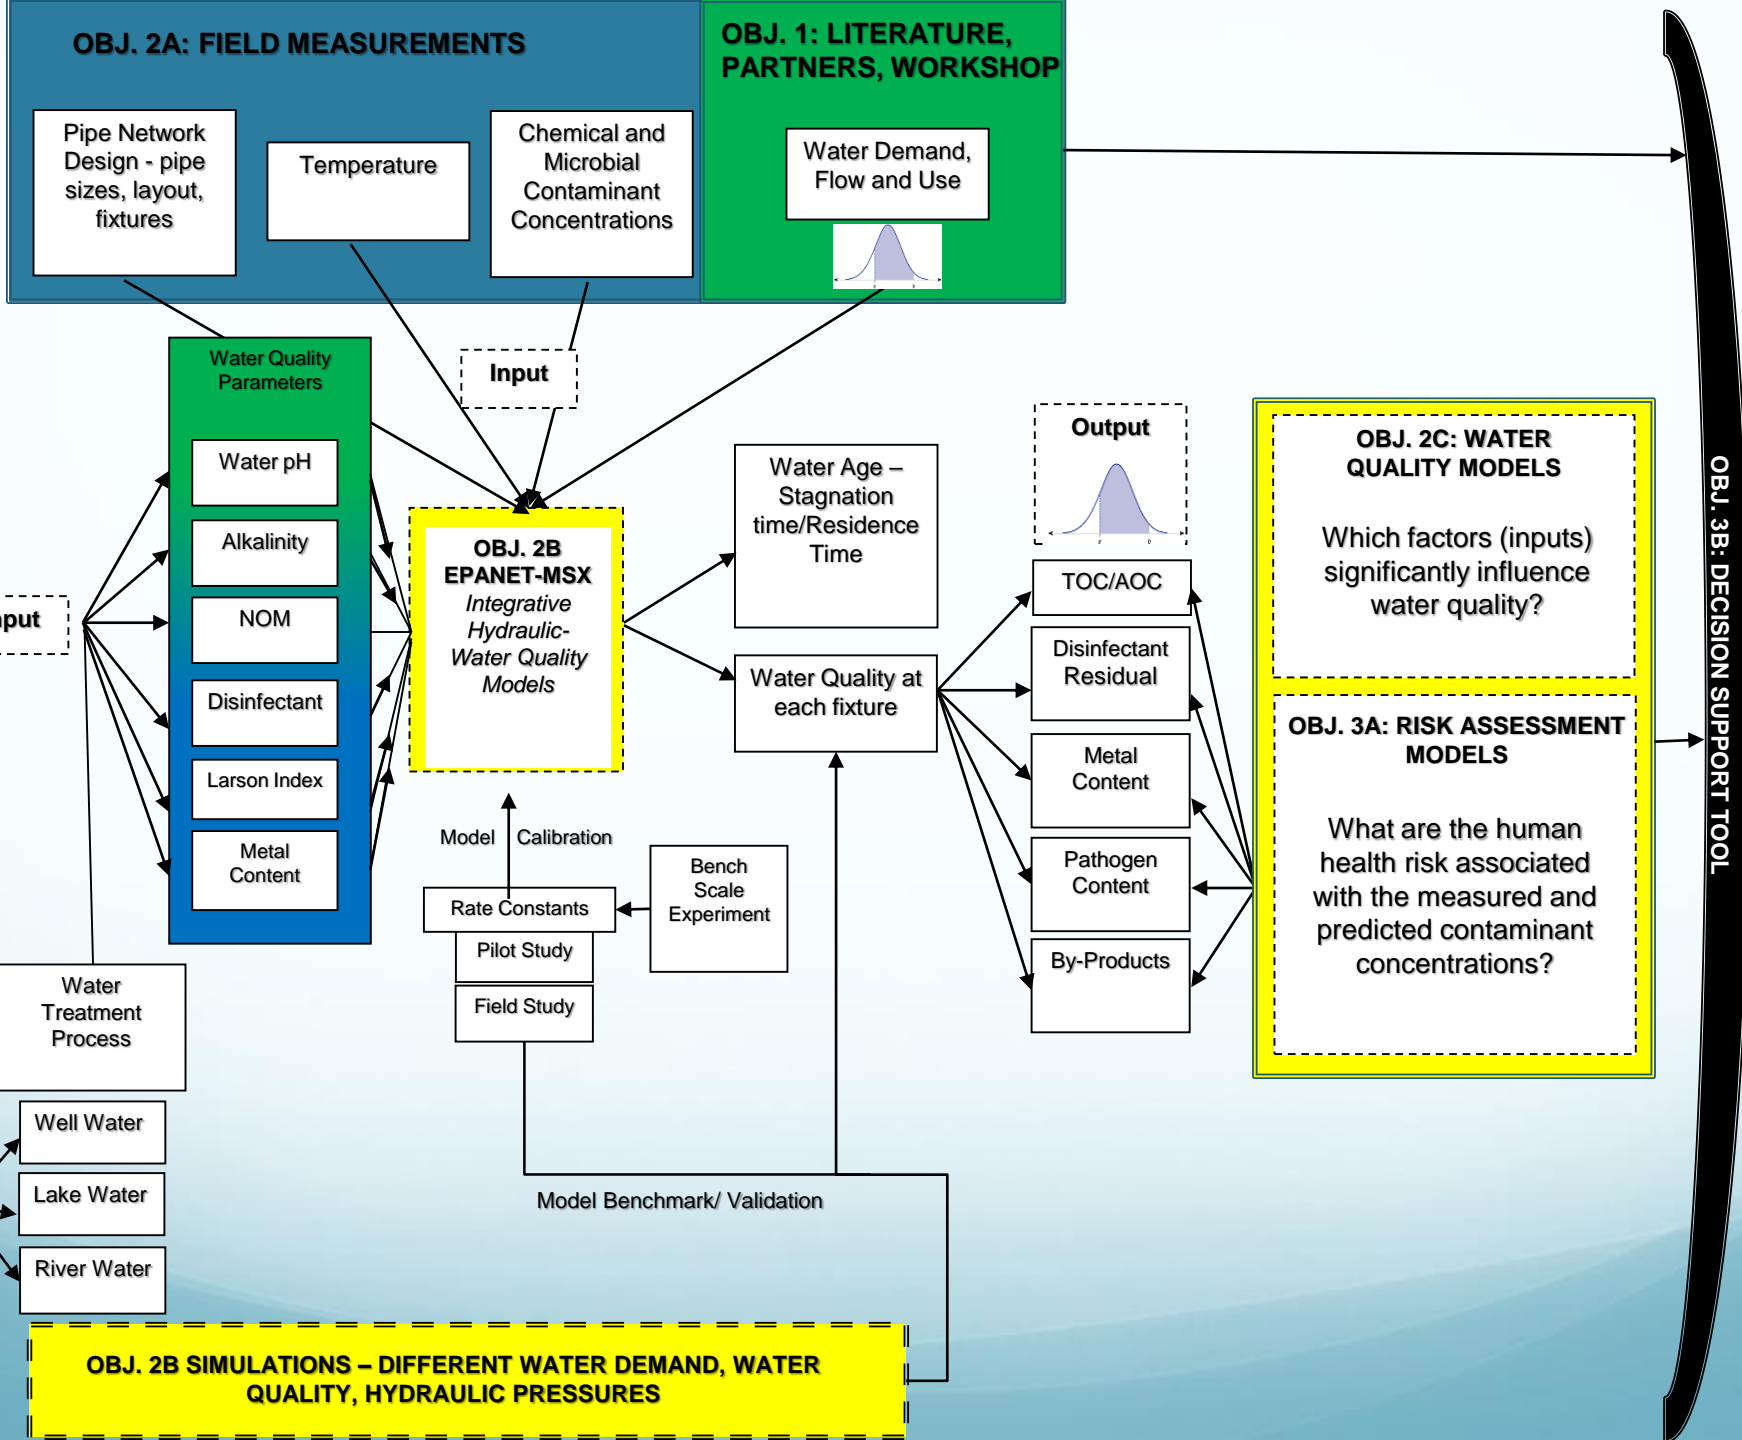 OBJ. 2A: FIELD MEASUREMENTS
OBJ. 1: LITERATURE,
PARTNERS, WORKSHOP
Pipe Network
Design - pipe
sizes, layout,
fixtures
Temperature
Chemical and
Microbial
Contaminant
Concentrations
Water Demand,
Flow and Use
Input
Water Quality
Parameters
Water pH
Alkalinity
NOM
Disinfectant
Larson Index
Metal
Content
put
OBJ. 2B
EPANET-MSX
Integrative
Hydraulic-
Water Quality
Models
Water Age –
Stagnation
time/Residence
Time
Water Quality at
each fixture
Output
TOC/AOC
Disinfectant
Residual
Metal
Content
Pathogen
Content
By-Products
OBJ. 2C: WATER
QUALITY MODELS
Which factors (inputs)
significantly influence
water quality?
OBJ. 3A: RISK ASSESSMENT
MODELS
What are the human
health risk associated
with the measured and
predicted contaminant
concentrations?
OBJ. 3B: DECISION SUPPORT TOOL
Model Calibration
Rate Constants
Pilot Study
Field Study
Bench
Scale
Experiment
Water
Treatment
Process
Well Water
Lake Water
River Water
Model Benchmark/ Validation
OBJ. 2B SIMULATIONS – DIFFERENT WATER DEMAND, WATER
QUALITY, HYDRAULIC PRESSURES